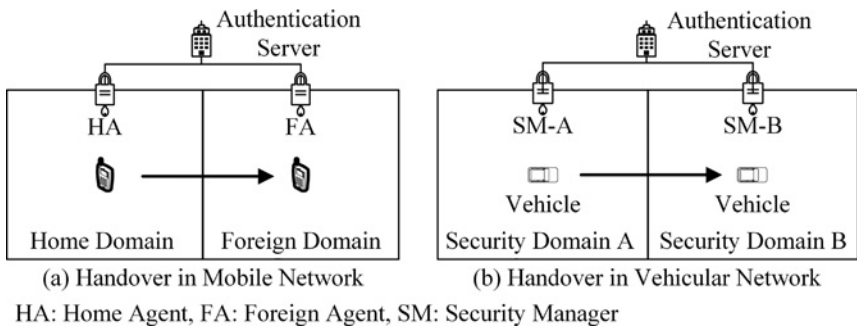 Authentication
Server
HA
FA
Home Domain
Foreign Domain
(a) Handover in Mobile Network
Authentication
Server
SM-A
SM-B
Vehicle
Vehicle
Security Domain A
Security Domain B
(b) Handover in Vehicular Network
HA: Home Agent, FA: Foreign Agent, SM: Security Manager